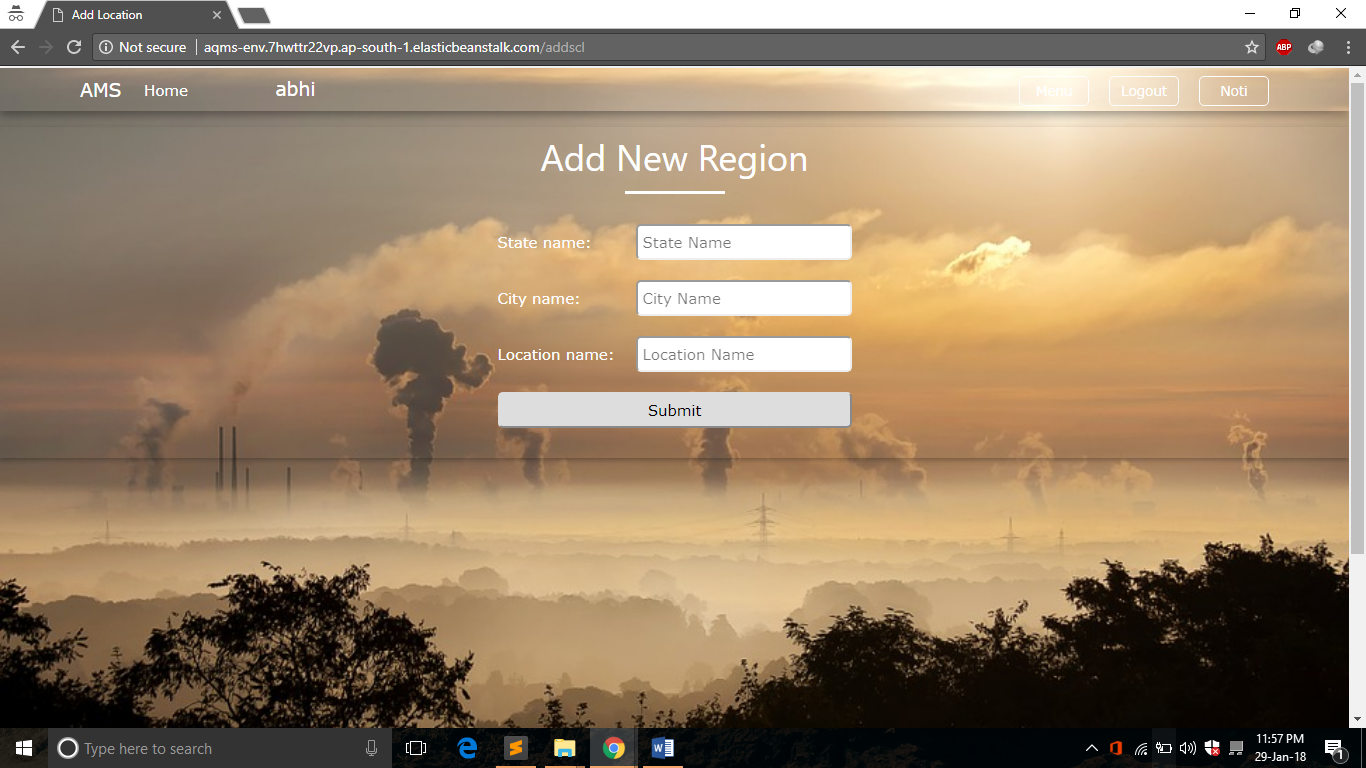 Add Location
Not secure aqms-env.7hwttr22vp.ap-south-1.elasticbeanstalk.com/addscl
ABP
AMS Home abhi Menu Logout Noti
Add New Region
State name: State Name
City name: City Name
Location name: Location Name
Submit
Type here to search
11:57 PM
29-Jan-18
1